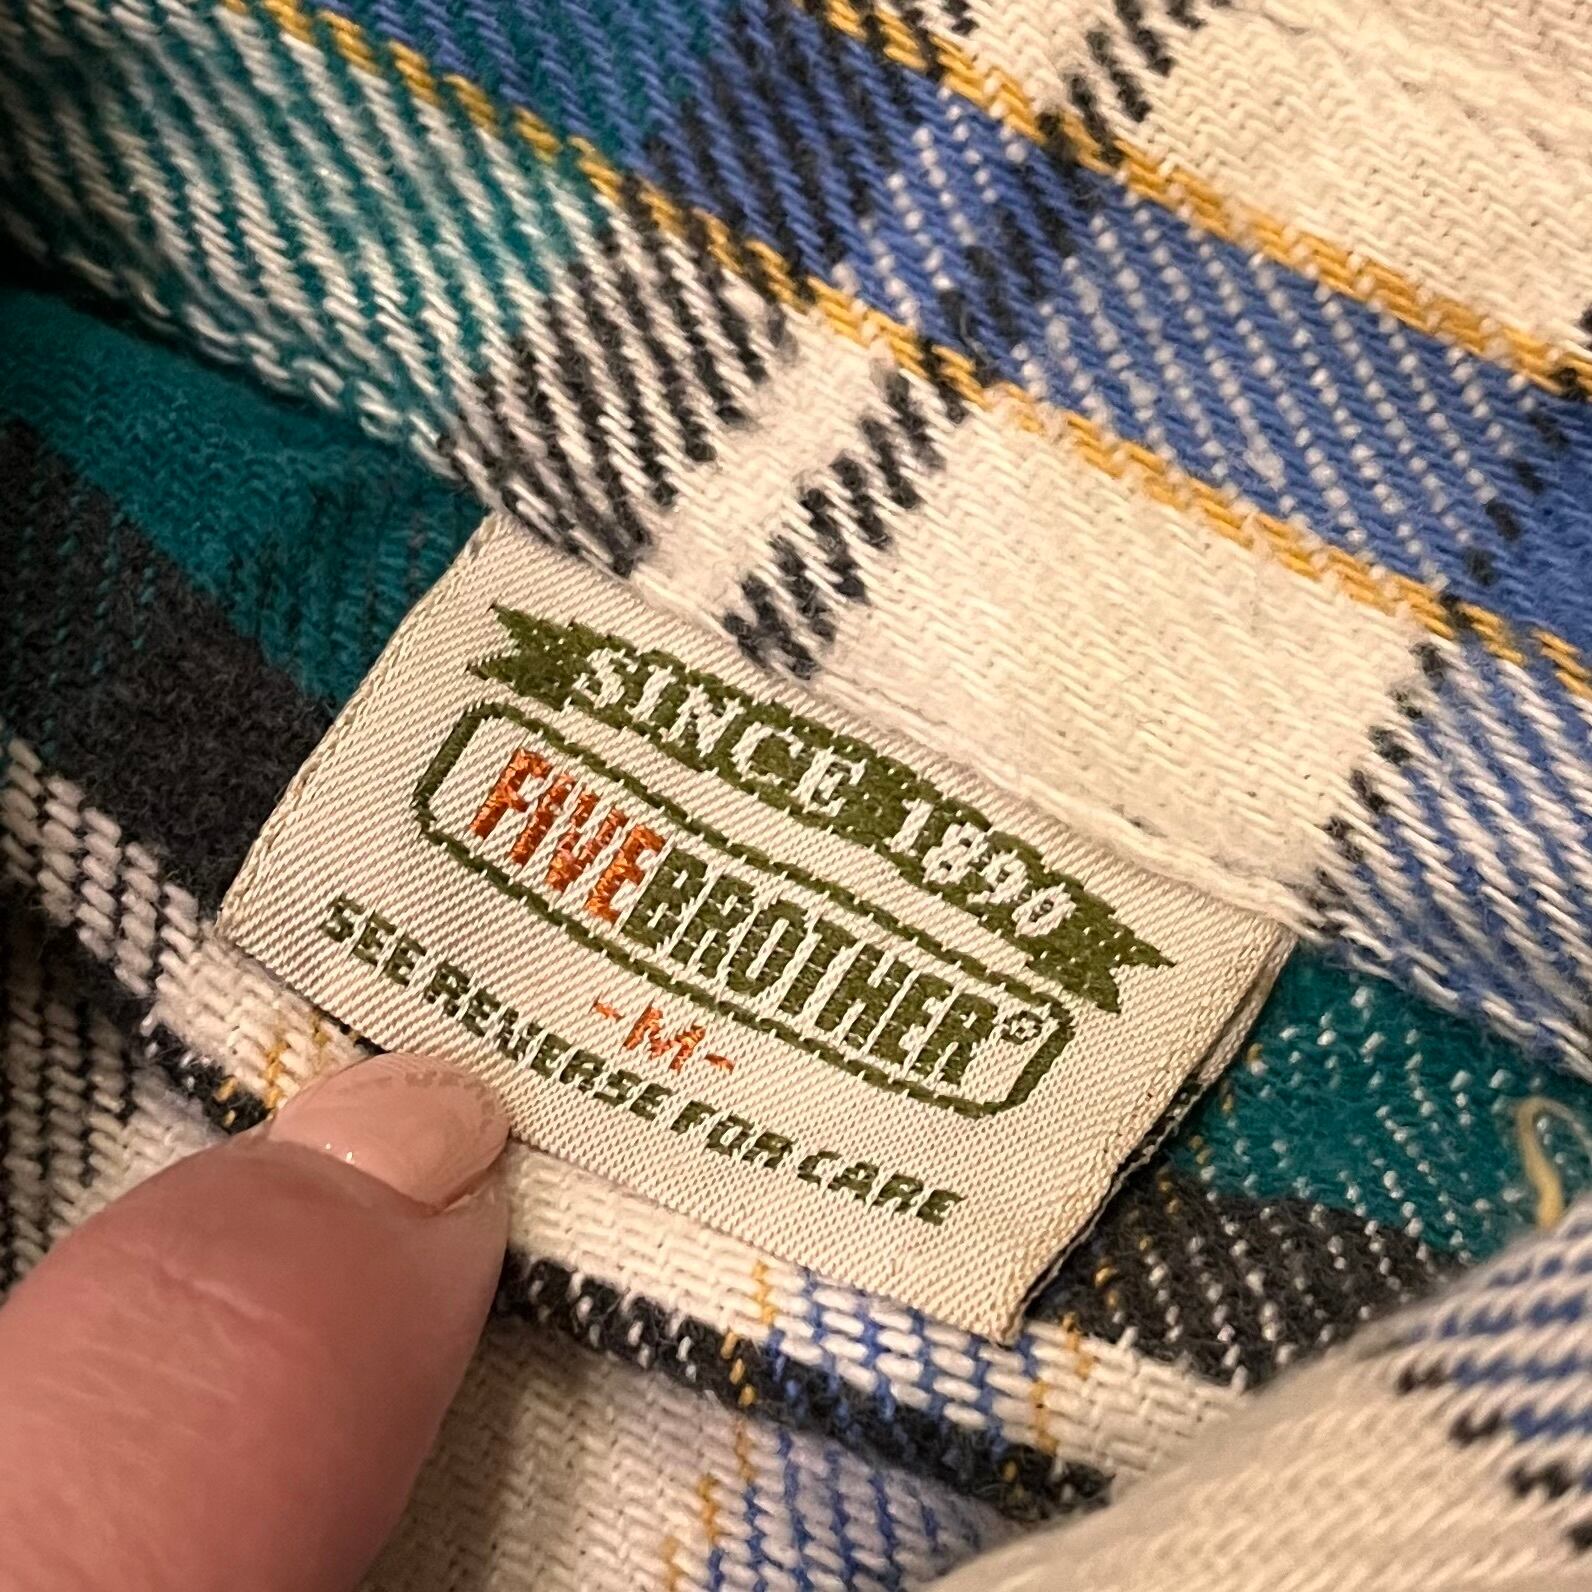 SINCE 1890
FIVEBROTHER®
-M-
SEE REVERSE FOR CARE